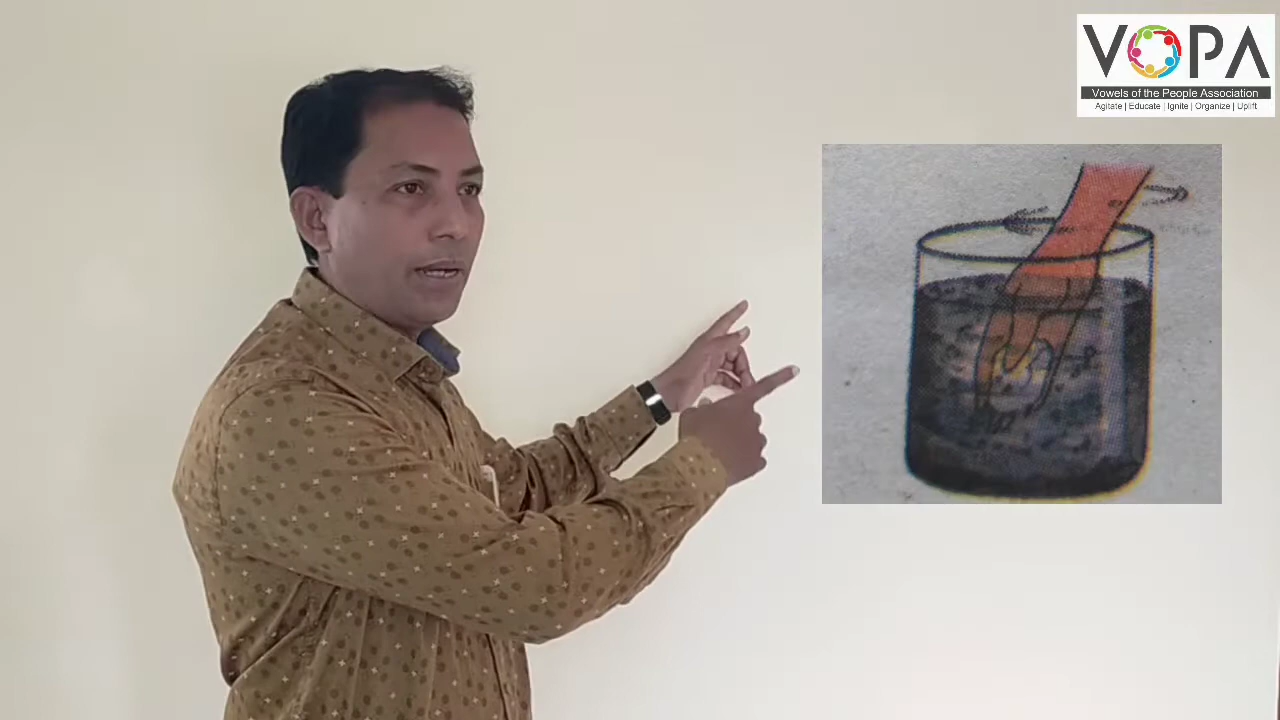 VOPA
Vowels of the People Association
Agitate | Educate | Ignite | Organize | Uplift